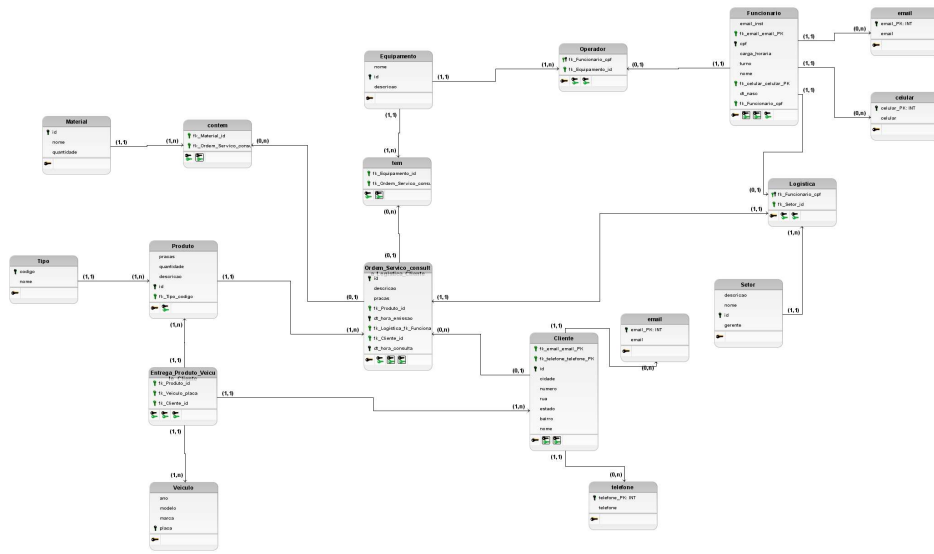 Funcionario
email_inst
fk_email_email_PK
cpf
carga_horaria
turno
nome
fk_celular_celular_PK
dt_nasc
fk_Funcionario_cpf
email
email_PK: INT
email
celular
celular_PK: INT
celular
Equipamento
nome
id
descricao
Operador
fk_Funcionario_cpf
fk_Equipamento_id
(1,1)
(1,n)
(0,1)
(1,1)
(1,1)
(0,n)
(1,1)
(0,n)
(1,1)
(0,1)
Material
id
nome
quantidade
contem
fk_Material_id
fk_Ordem_Servico_consu
(1,1)
(1,n)
(0,n)
(1,1)
(1,n)
tem
fk_Equipamento_id
fk_Ordem_Servico_consu
(0,n)
(0,1)
Logistica
fk_Funcionario_cpf
fk_Setor_id
(1,1)
(1,n)
Tipo
codigo
nome
(1,1)
(1,n)
Produto
pracas
quantidade
descricao
id
fk_Tipo_codigo
(1,1)
(1,n)
(1,n)
(1,1)
Ordem_Servico_consult
id
descricao
pracas
fk_Produto_id
dt_hora_emissao
fk_Logistica_fk_Funciona
fk_Cliente_id
dt_hora_consulta
(0,1)
(1,1)
(0,n)
(0,1)
Setor
descricao
nome
id
gerente
(1,1)
Cliente
fk_email_email_PK
fk_telefone_telefone_PK
id
cidade
numero
rua
estado
bairro
nome
(1,1)
email
email_PK: INT
email
(0,n)
Entrega_Produto_Veicu
fk_Produto_id
fk_Veiculo_placa
fk_Cliente_id
(1,1)
(1,n)
(1,1)
(1,n)
Veiculo
ano
modelo
marca
placa
(1,1)
(0,n)
telefone
telefone_PK: INT
telefone